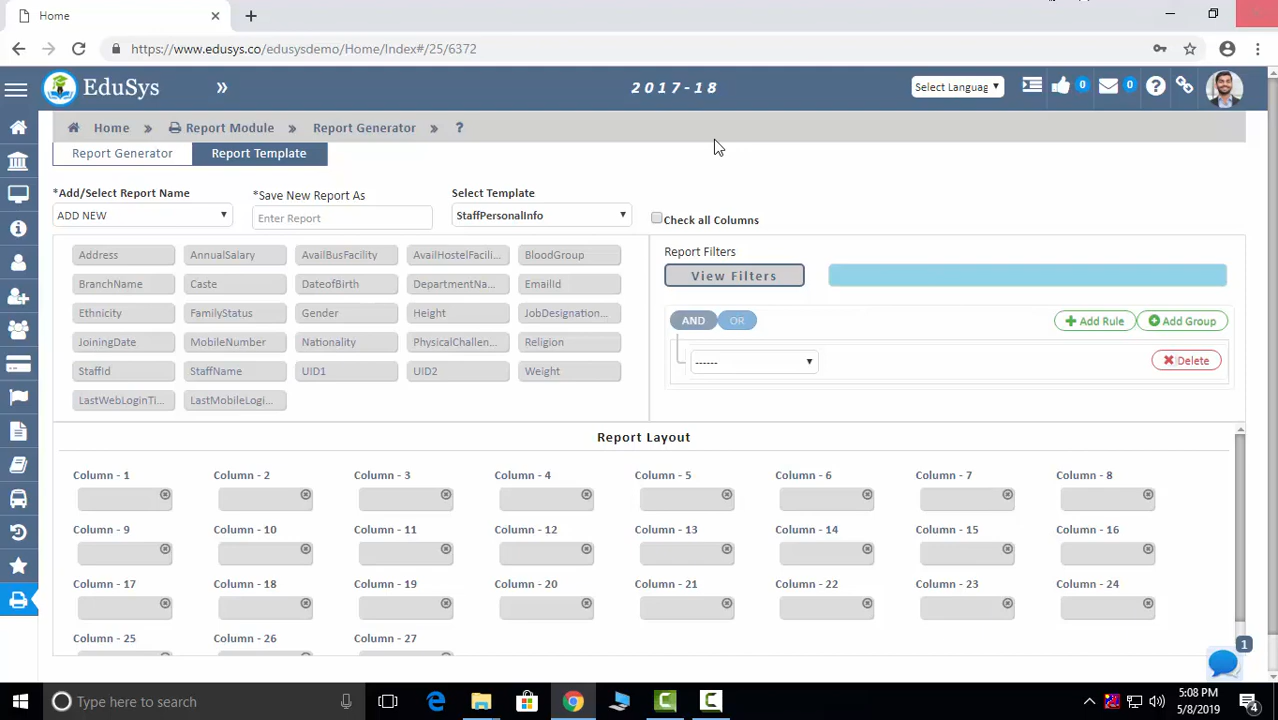 Home
https://www.edusys.co/edusysdemo/Home/Index#/25/6372
EduSys » 2017-18 Select Languag 0 0 ?
Home » Report Module » Report Generator » ?
Report Generator Report Template
*Add/Select Report Name *Save New Report As Select Template
ADD NEW Enter Report StaffPersonalInfo Check all Columns
Address AnnualSalary AvailBusFacility AvailHostelFacili... BloodGroup
BranchName Caste DateofBirth DepartmentNa... EmailId
Ethnicity FamilyStatus Gender Height JobDesignation...
JoiningDate MobileNumber Nationality PhysicalChallen... Religion
StaffId StaffName UID1 UID2 Weight
LastWebLoginTi... LastMobileLogi...
Report Filters
View Filters
AND OR Add Rule Add Group
------ Delete
Report Layout
Column - 1 Column - 2 Column - 3 Column - 4 Column - 5 Column - 6 Column - 7 Column - 8
Column - 9 Column - 10 Column - 11 Column - 12 Column - 13 Column - 14 Column - 15 Column - 16
Column - 17 Column - 18 Column - 19 Column - 20 Column - 21 Column - 22 Column - 23 Column - 24
Column - 25 Column - 26 Column - 27
1
Type here to search
5:08 PM
5/8/2019
4